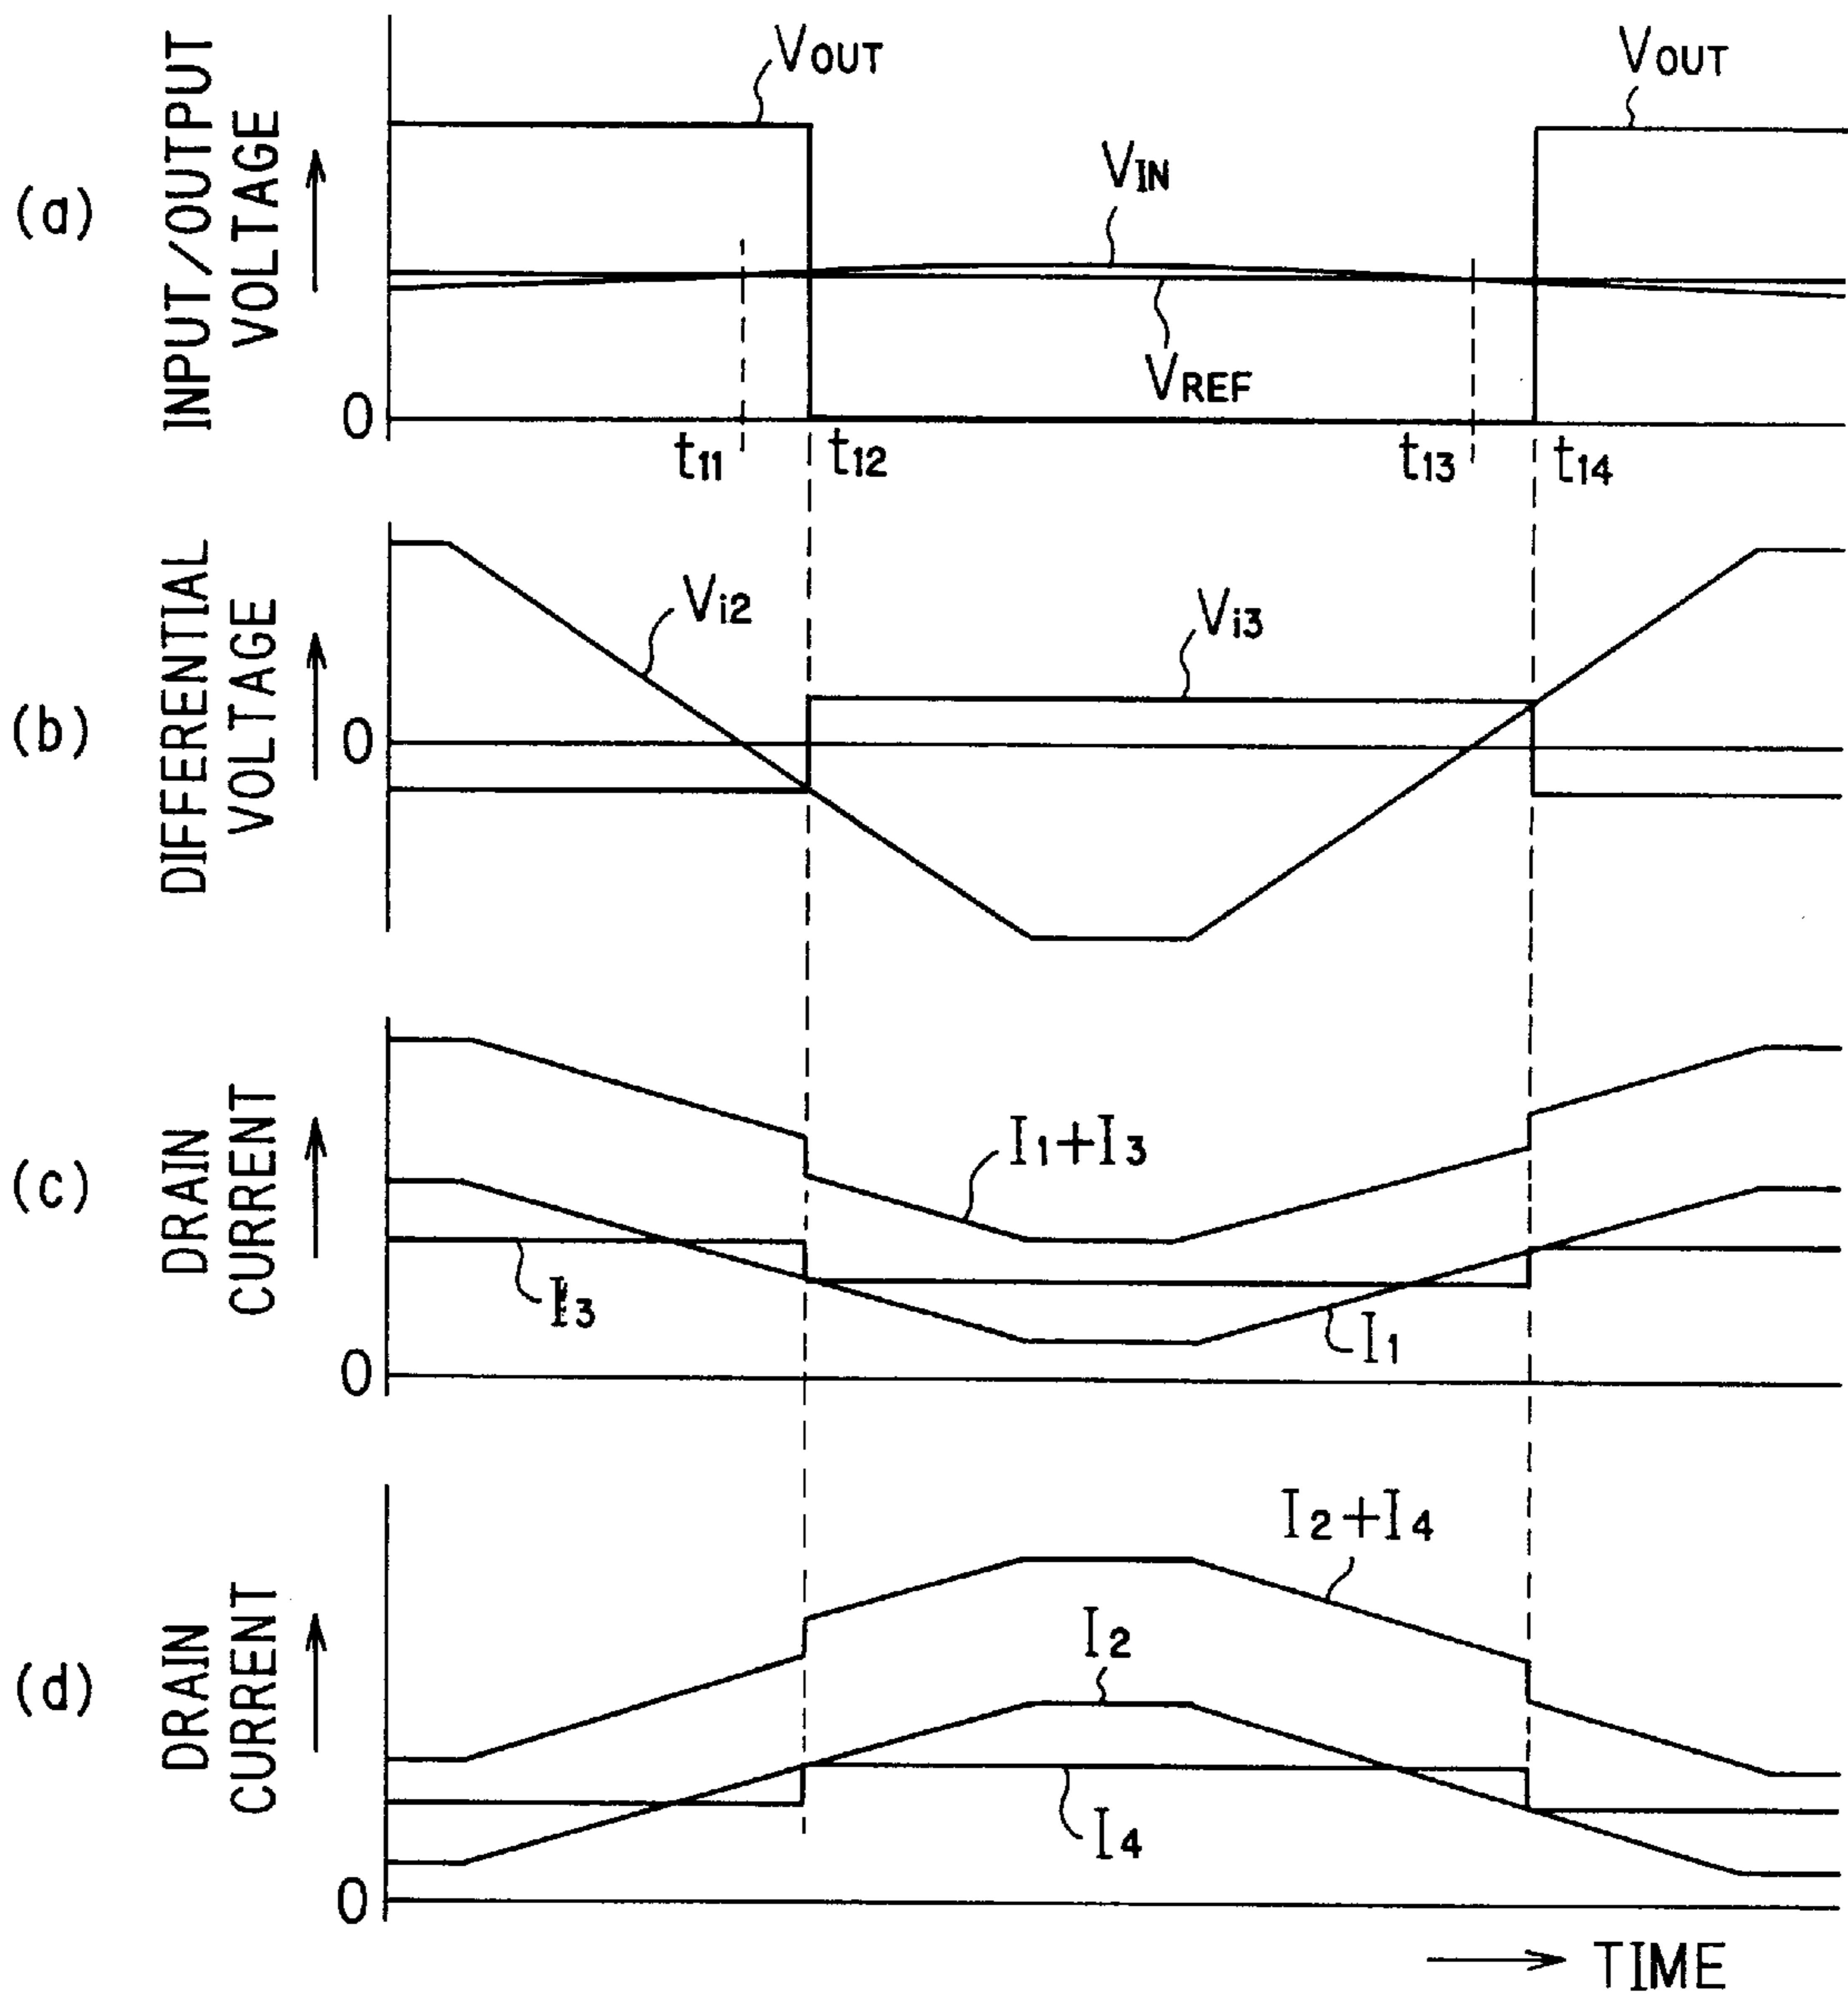 (a)
INPUT/OUTPUT
VOLTAGE
VOUT
VOUT
VIN
VREF
0
t11
t12
t13
t14
(b)
DIFFERENTIAL
VOLTAGE
Vi2
Vi3
0
(c)
DRAIN
CURRENT
I1+I3
I3
I1
0
(d)
DRAIN
CURRENT
I2+I4
I2
I4
0
TIME